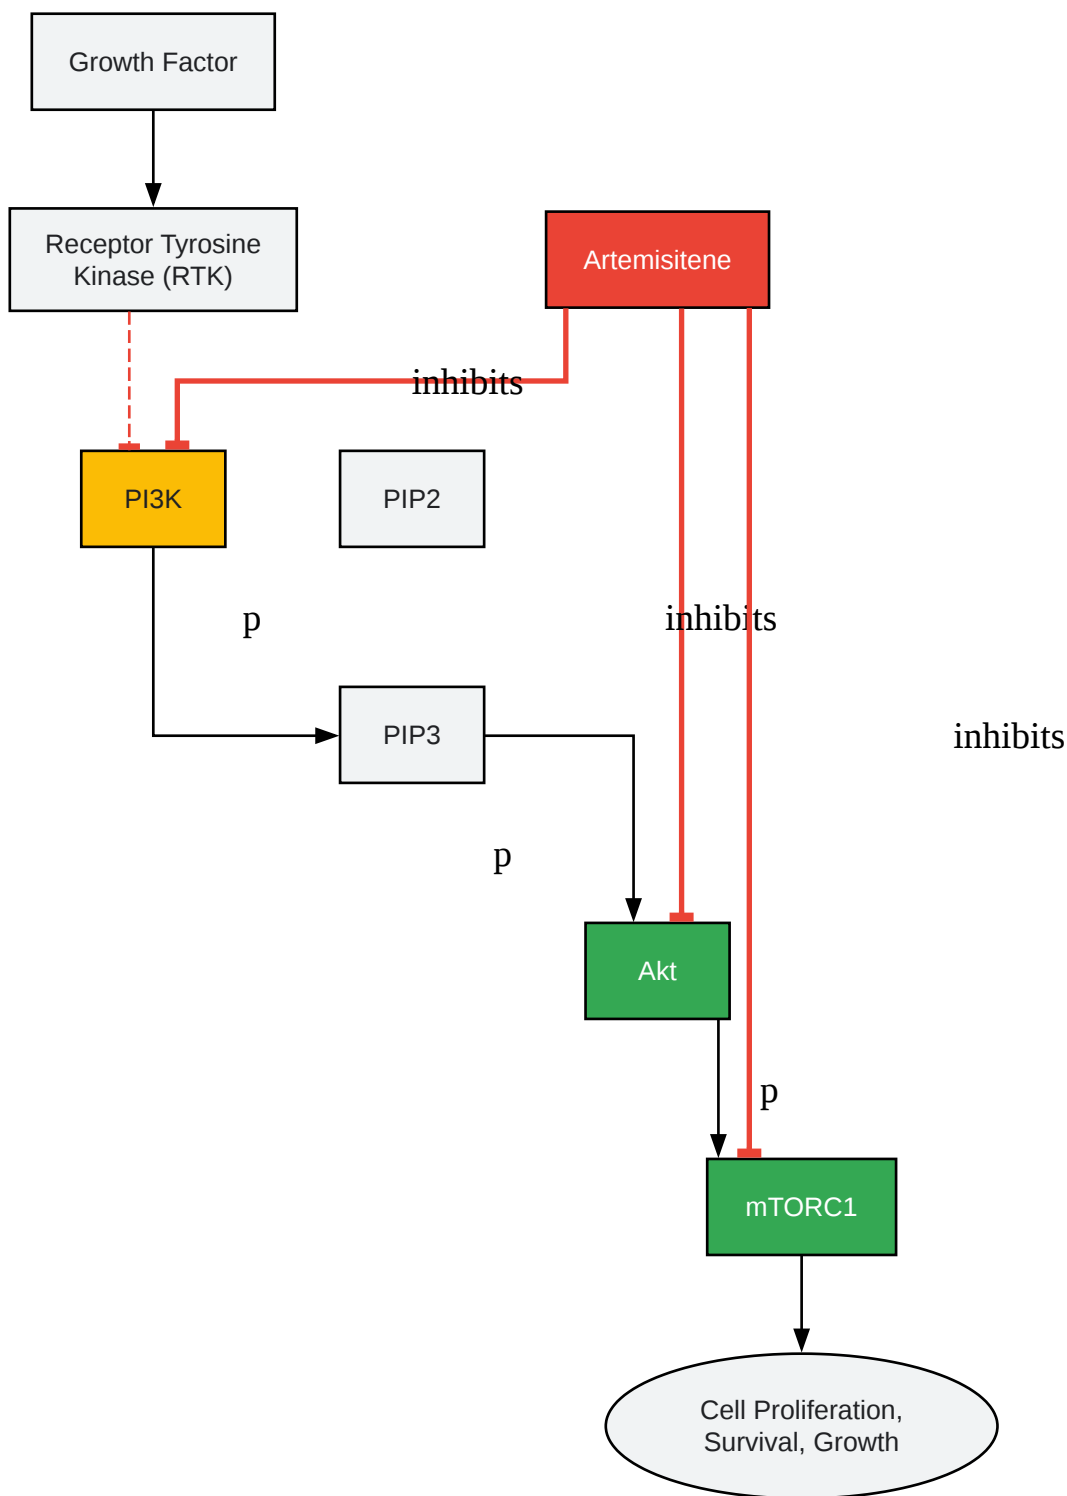 Growth Factor
Receptor Tyrosine
Kinase (RTK)
Artemisitene
inhibits
PI3K
PIP2
p
inhibits
PIP3
inhibits
p
Akt
p
mTORC1
Cell Proliferation,
Survival, Growth